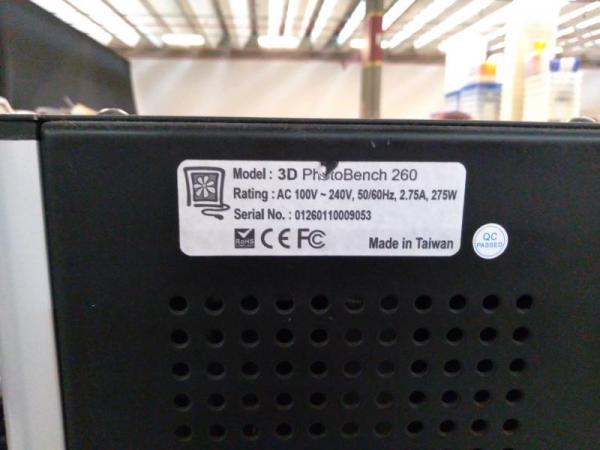 Model : 3D PhotoBench 260
Rating : AC 100V ~ 240V, 50/60Hz, 2.75A, 275W
Serial No. : 01260110009053
RoHS CE FC Made in Taiwan
QC
PASSED